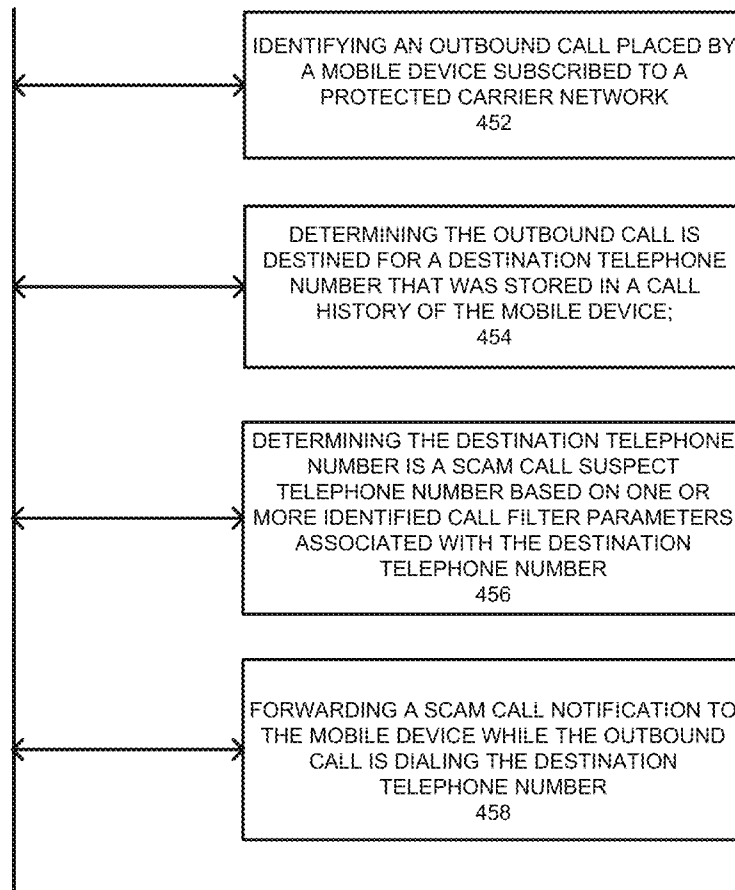 IDENTIFYING AN OUTBOUND CALL PLACED BY
A MOBILE DEVICE SUBSCRIBED TO A
PROTECTED CARRIER NETWORK
452
DETERMINING THE OUTBOUND CALL IS
DESTINED FOR A DESTINATION TELEPHONE
NUMBER THAT WAS STORED IN A CALL
HISTORY OF THE MOBILE DEVICE;
454
DETERMINING THE DESTINATION TELEPHONE
NUMBER IS A SCAM CALL SUSPECT
TELEPHONE NUMBER BASED ON ONE OR
MORE IDENTIFIED CALL FILTER PARAMETERS
ASSOCIATED WITH THE DESTINATION
TELEPHONE NUMBER
456
FORWARDING A SCAM CALL NOTIFICATION TO
THE MOBILE DEVICE WHILE THE OUTBOUND
CALL IS DIALING THE DESTINATION
TELEPHONE NUMBER
458